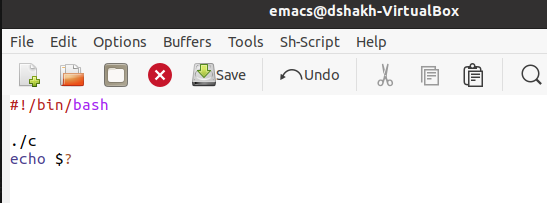 emacs@dshakh-VirtualBox
File Edit Options Buffers Tools Sh-Script Help
Save Undo
#!/bin/bash
./c
echo $?